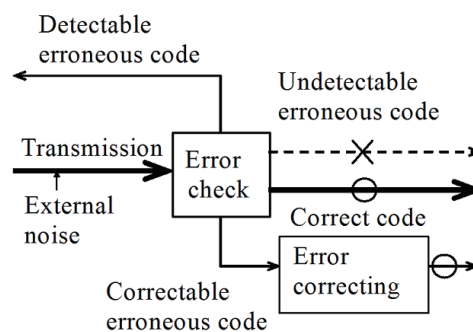 Detectable
erroneous code
Undetectable
erroneous code
Transmission
Error
check
External
noise
Correct code
Error
correcting
Correctable
erroneous code